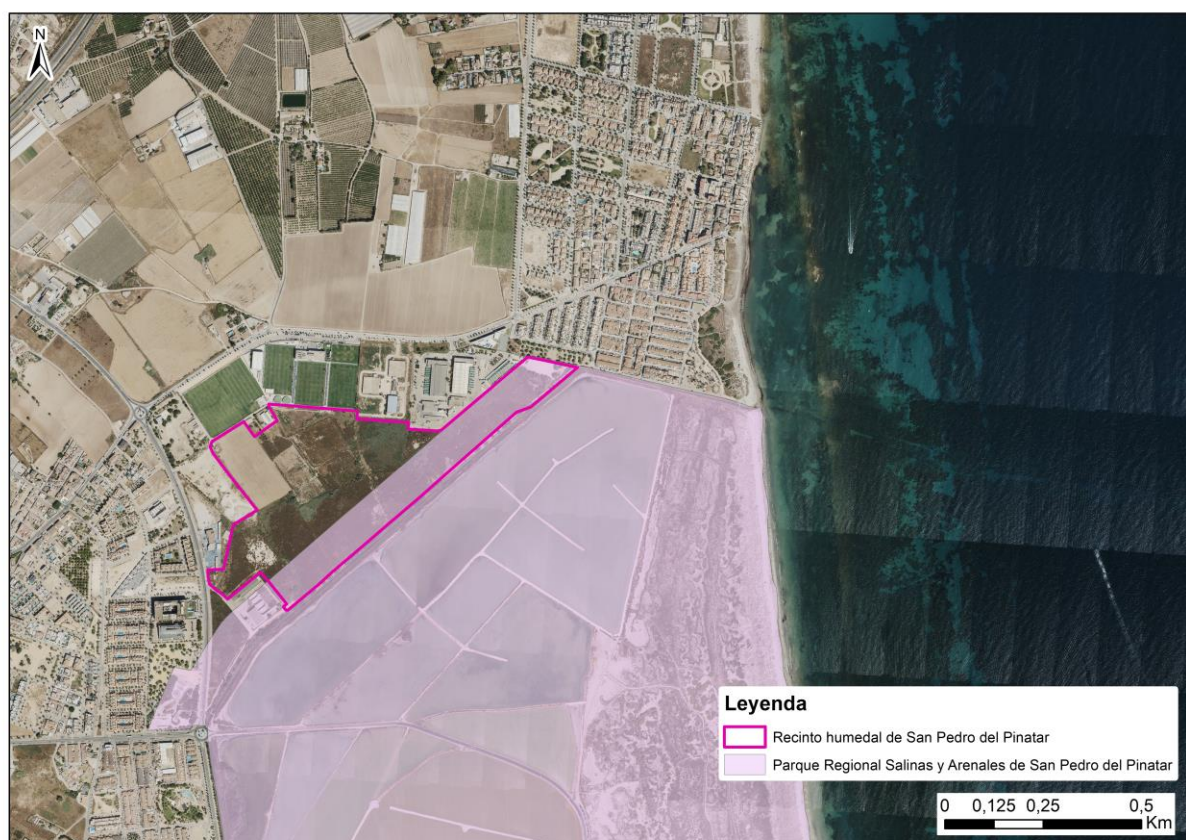 N
Leyenda
Recinto humedal de San Pedro del Pinatar
Parque Regional Salinas y Arenales de San Pedro del Pinatar
0 0,125 0,25 0,5
Km